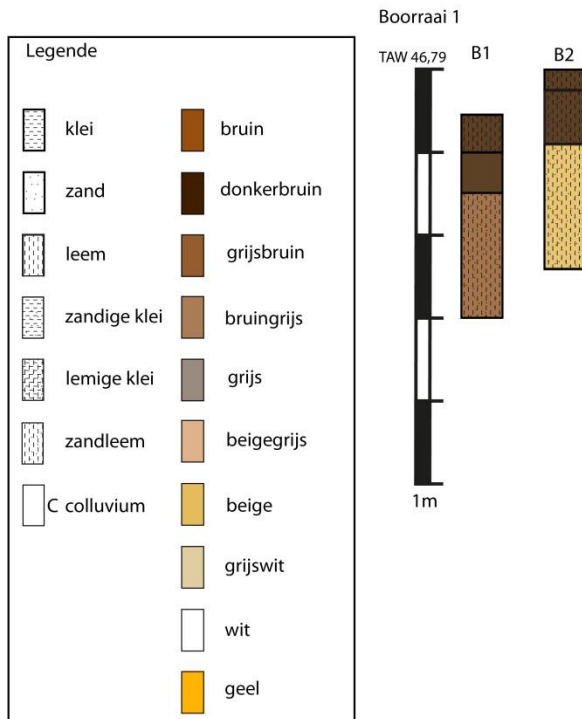 Boorraai 1
Legende
TAW 46,79
B1
B2
klei
bruin
zand
donkerbruin
leem
grijsbruin
zandige klei
bruingrijs
lemige klei
grijs
zandleem
beigegrijs
C colluvium
beige
1m
grijswit
wit
geel